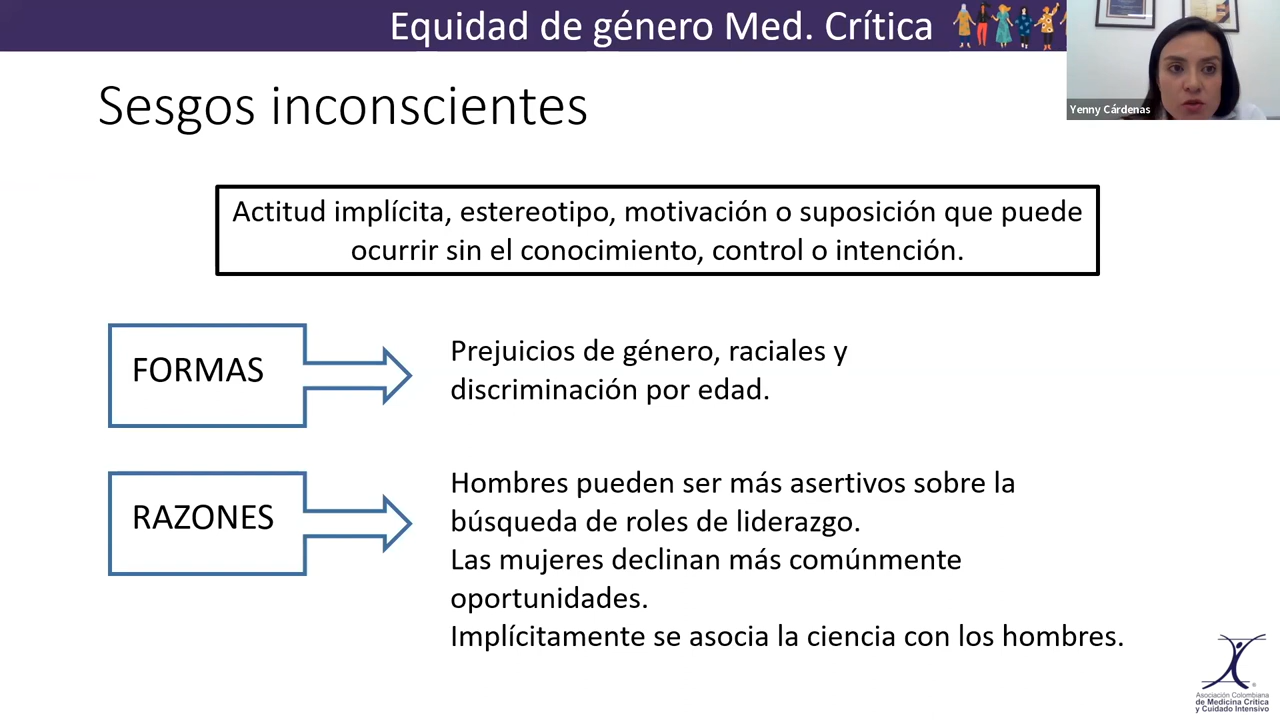 Equidad de género Med. Crítica
Yenny Cárdenas
Sesgos inconscientes
Actitud implícita, estereotipo, motivación o suposición que puede
ocurrir sin el conocimiento, control o intención.
FORMAS
Prejuicios de género, raciales y
discriminación por edad.
RAZONES
Hombres pueden ser más asertivos sobre la
búsqueda de roles de liderazgo.
Las mujeres declinan más comúnmente
oportunidades.
Implícitamente se asocia la ciencia con los hombres.
Asociación Colombiana
de Medicina Crítica
y Cuidado Intensivo